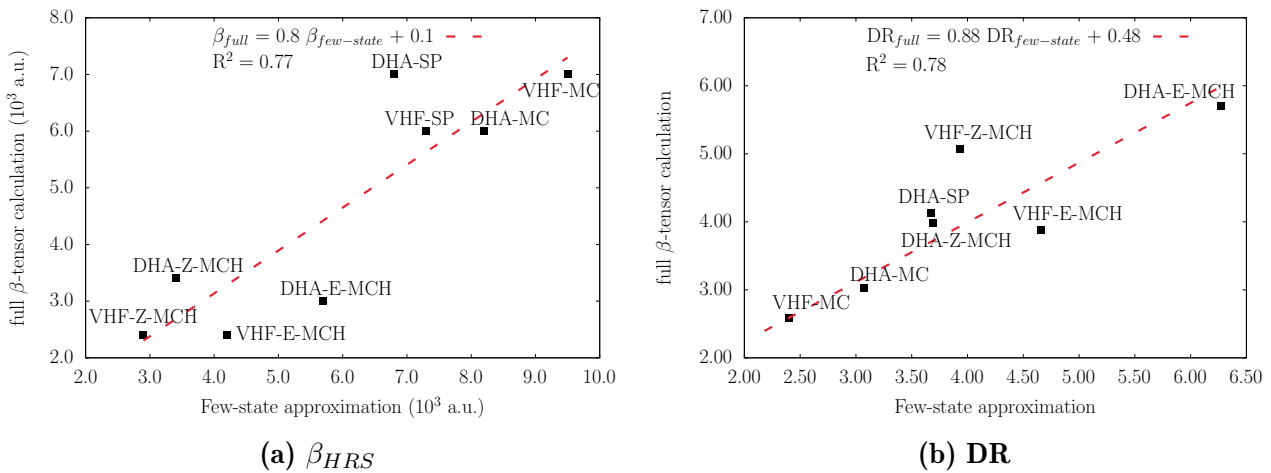 β_full = 0.8 β_few−state + 0.1
R² = 0.77
8.0
7.0
6.0
5.0
4.0
3.0
2.0
full β-tensor calculation (10³ a.u.)
DHA-SP
VHF-MC
VHF-SP
DHA-MC
DHA-Z-MCH
DHA-E-MCH
VHF-Z-MCH
VHF-E-MCH
2.0 3.0 4.0 5.0 6.0 7.0 8.0 9.0 10.0
Few-state approximation (10³ a.u.)
(a) β_HRS
DR_full = 0.88 DR_few−state + 0.48
R² = 0.78
7.00
6.00
5.00
4.00
3.00
2.00
full β-tensor calculation
DHA-E-MCH
VHF-Z-MCH
DHA-SP
VHF-E-MCH
DHA-Z-MCH
DHA-MC
VHF-MC
2.00 2.50 3.00 3.50 4.00 4.50 5.00 5.50 6.00 6.50
Few-state approximation
(b) DR